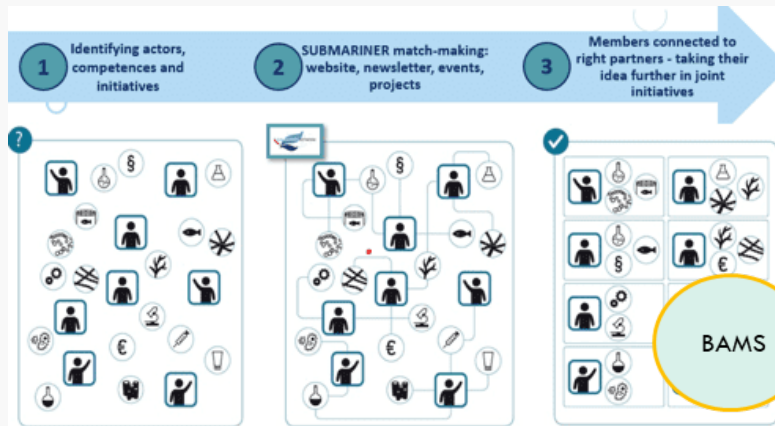 1
Identifying actors,
competences and
initiatives
2
SUBMARINER match-making:
website, newsletter, events,
projects
3
Members connected to
right partners - taking their
idea further in joint
initiatives
?
§
€
§
€
§
€
BAMS